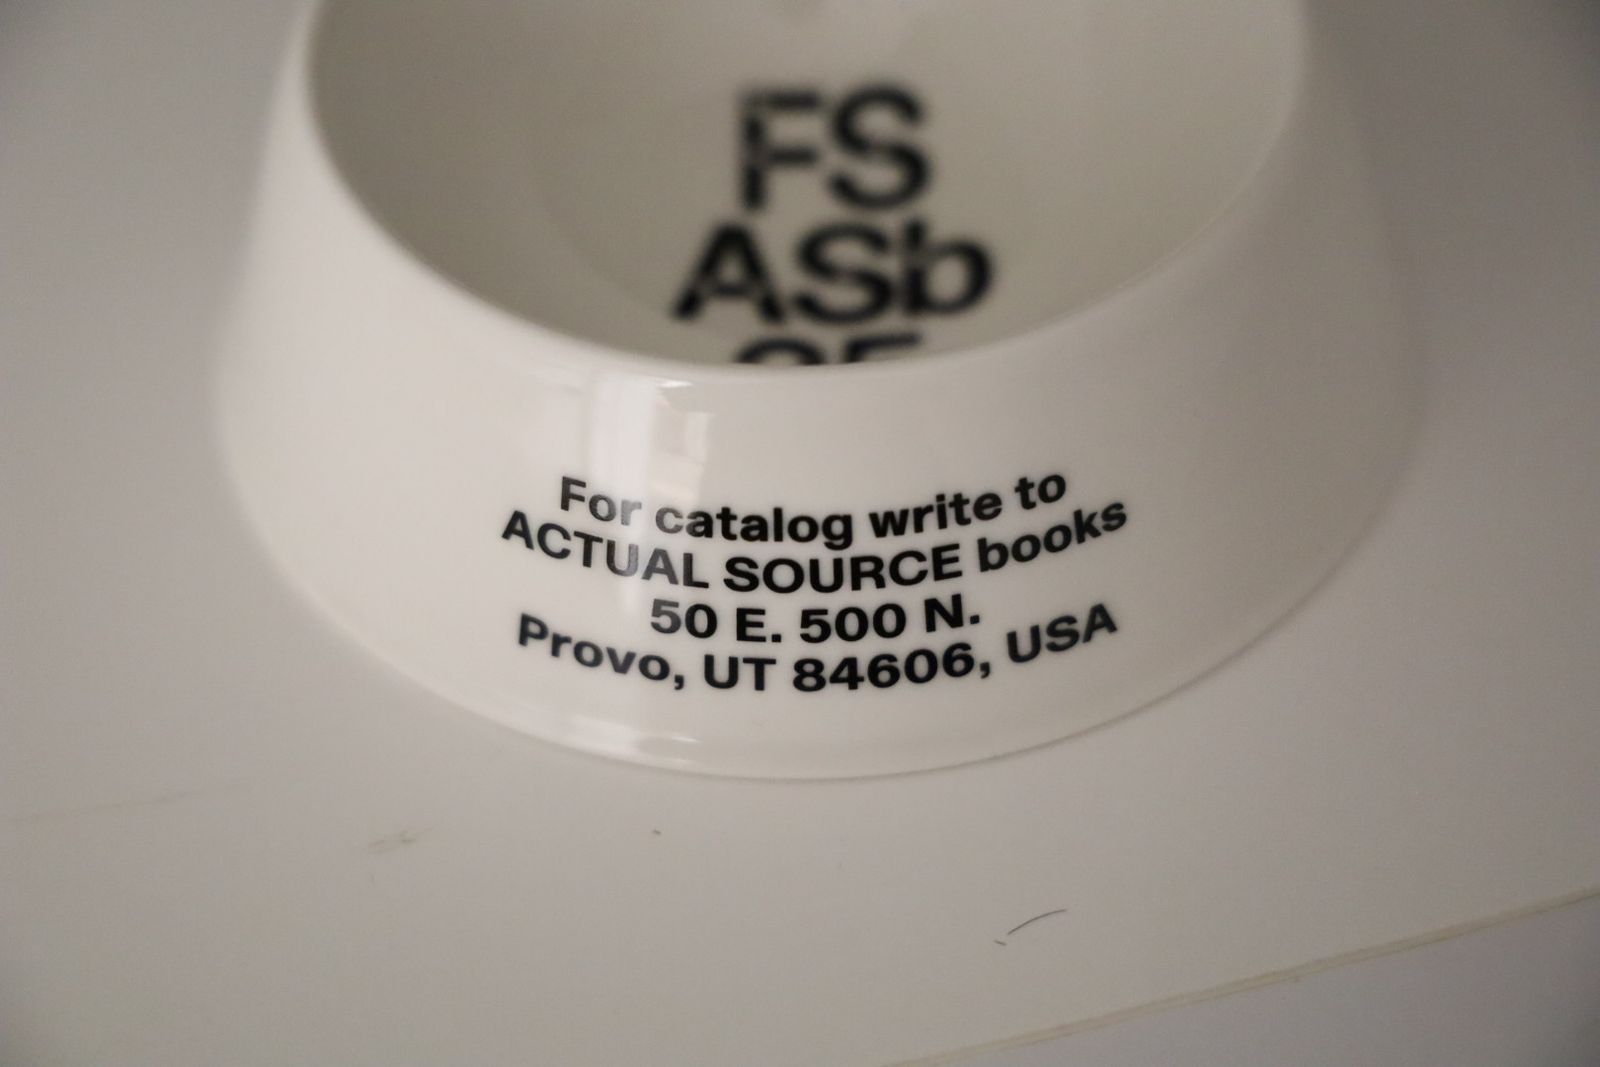 FS
ASb
For catalog write to
ACTUAL SOURCE books
50 E. 500 N.
Provo, UT 84606, USA